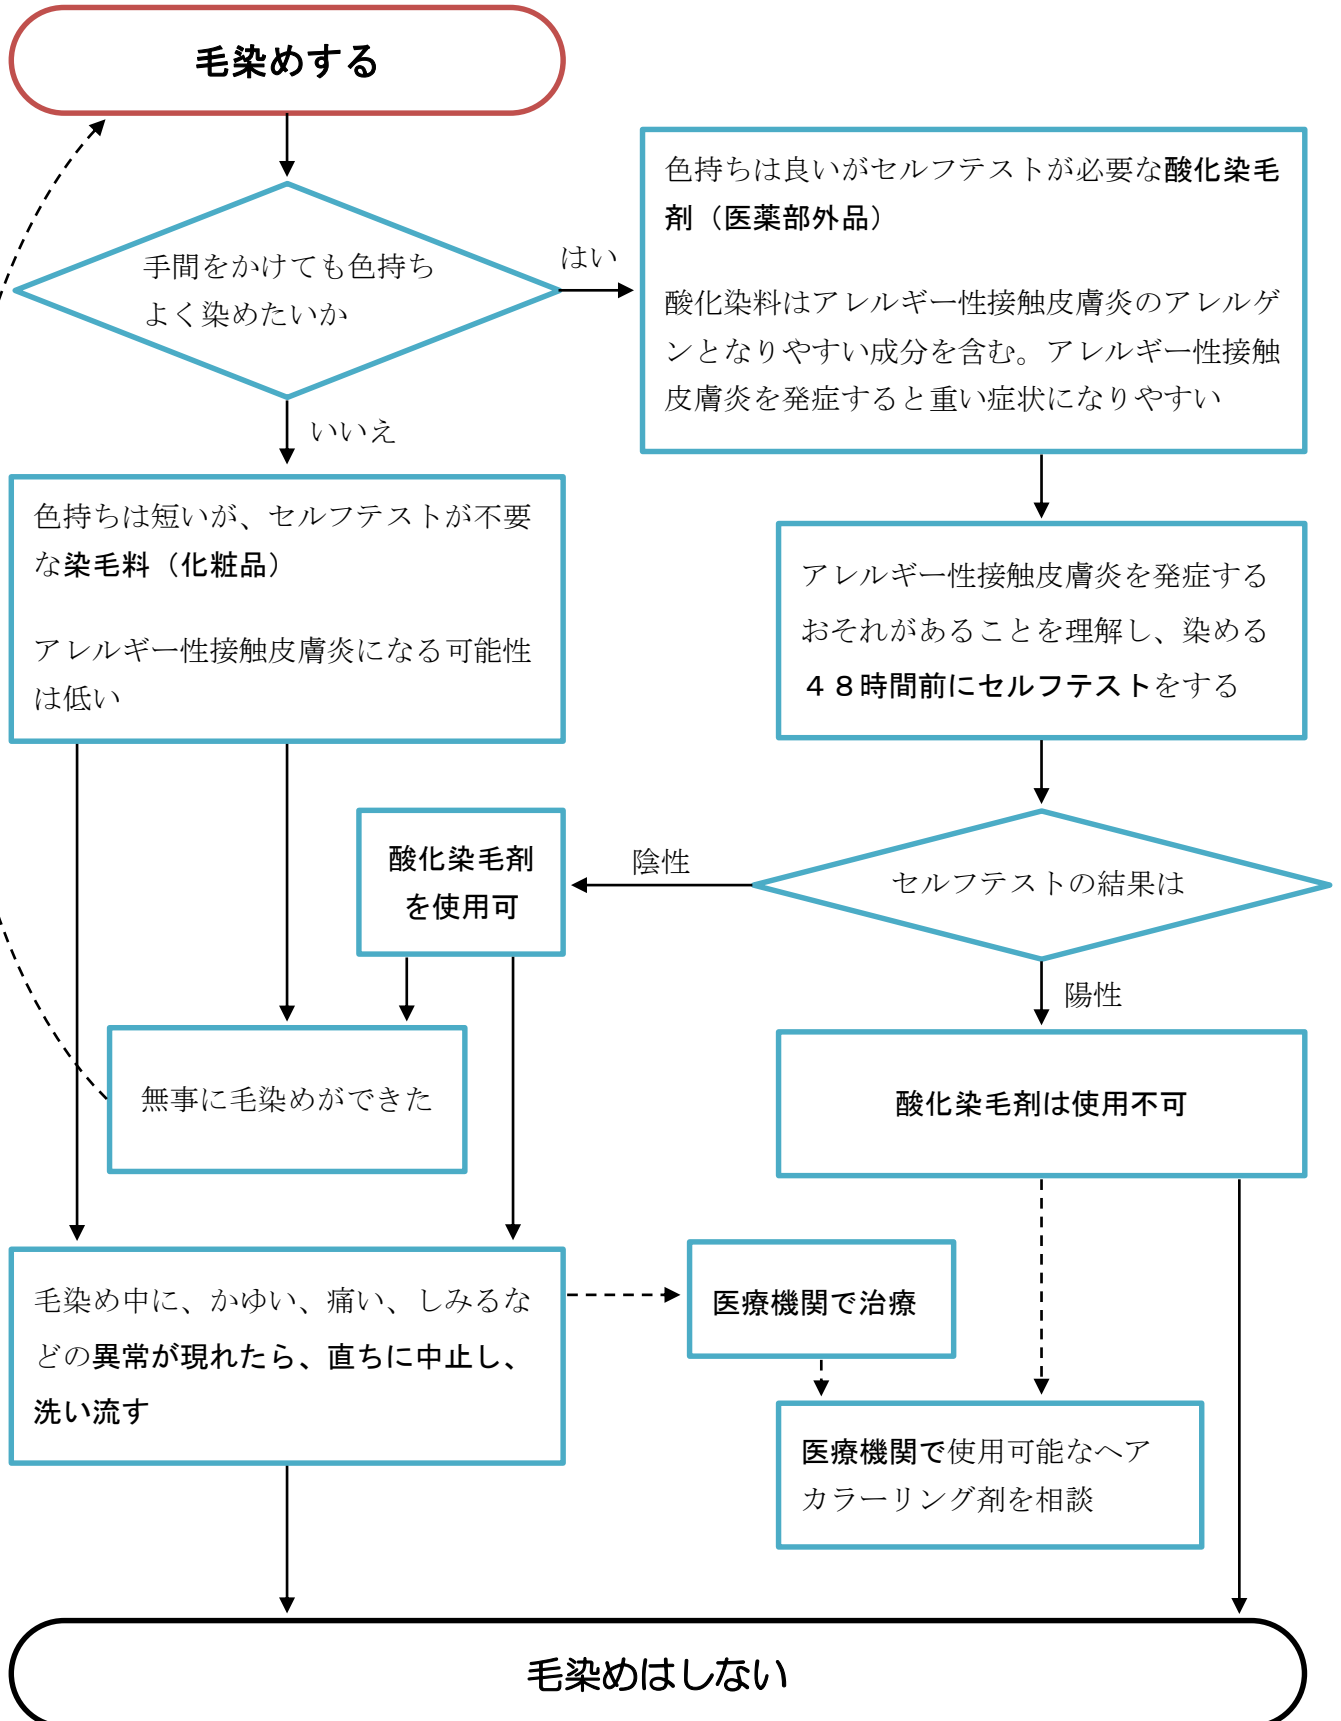 毛染めする
手間をかけても色持ち
よく染めたいか
はい
いいえ
色持ちは良いがセルフテストが必要な酸化染毛
剤（医薬部外品）
酸化染料はアレルギー性接触皮膚炎のアレルゲ
ンとなりやすい成分を含む。アレルギー性接触
皮膚炎を発症すると重い症状になりやすい
色持ちは短いが、セルフテストが不要
な染毛料（化粧品）
アレルギー性接触皮膚炎になる可能性
は低い
アレルギー性接触皮膚炎を発症する
おそれがあることを理解し、染める
４８時間前にセルフテストをする
セルフテストの結果は
陰性
陽性
酸化染毛剤
を使用可
無事に毛染めができた
酸化染毛剤は使用不可
毛染め中に、かゆい、痛い、しみるな
どの異常が現れたら、直ちに中止し、
洗い流す
医療機関で治療
医療機関で使用可能なヘア
カラーリング剤を相談
毛染めはしない